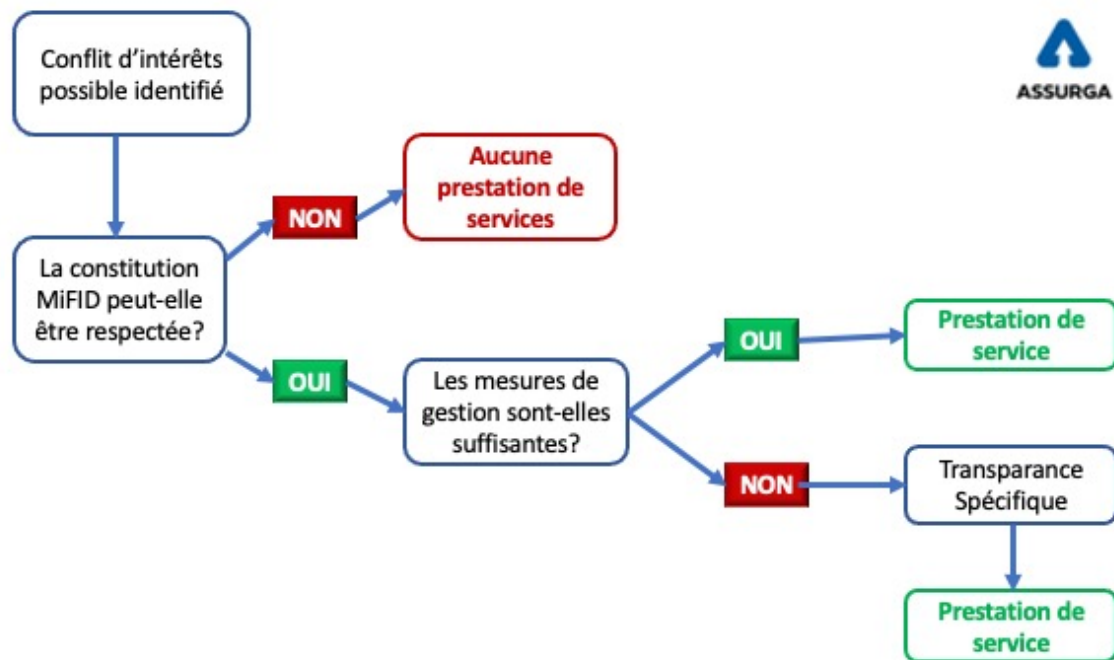 Conflit d'intérêts
possible identifié
ASSURGA
Aucune
prestation de
services
NON
La constitution
MiFID peut-elle
être respectée?
OUI
Les mesures de
gestion sont-elles
suffisantes?
OUI
Prestation de
service
NON
Transparance
Spécifique
Prestation de
service